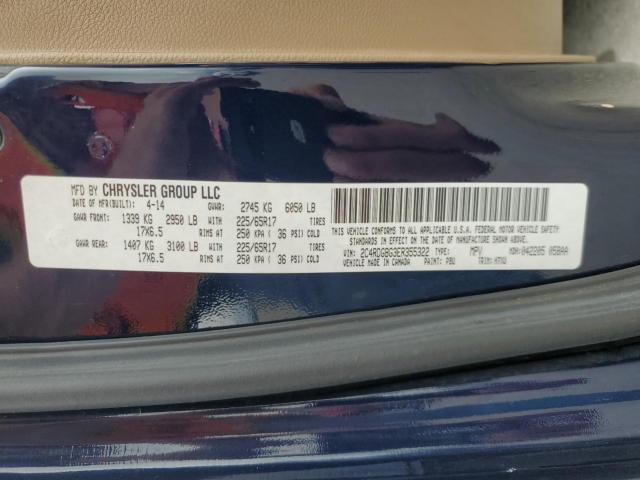 MFD BY CHRYSLER GROUP LLC
DATE OF MFR(BUILT): 4-14 GVWR: 2745 KG 6050 LB
GAWR FRONT: 1339 KG 2950 LB WITH 225/65R17 TIRES
17X6.5 RIMS AT 250 KPA ( 36 PSI) COLD
GAWR REAR: 1407 KG 3100 LB WITH 225/65R17 TIRES
17X6.5 RIMS AT 250 KPA ( 36 PSI) COLD
THIS VEHICLE CONFORMS TO ALL APPLICABLE U.S.A. FEDERAL MOTOR VEHICLE SAFETY
STANDARDS IN EFFECT ON THE DATE OF MANUFACTURE SHOWN ABOVE.
VIN: 2C4RDGBG3ER355322 TYPE: MPV MDH: 042205 058AA
VEHICLE MADE IN CANADA PAINT: PBU TRIM: